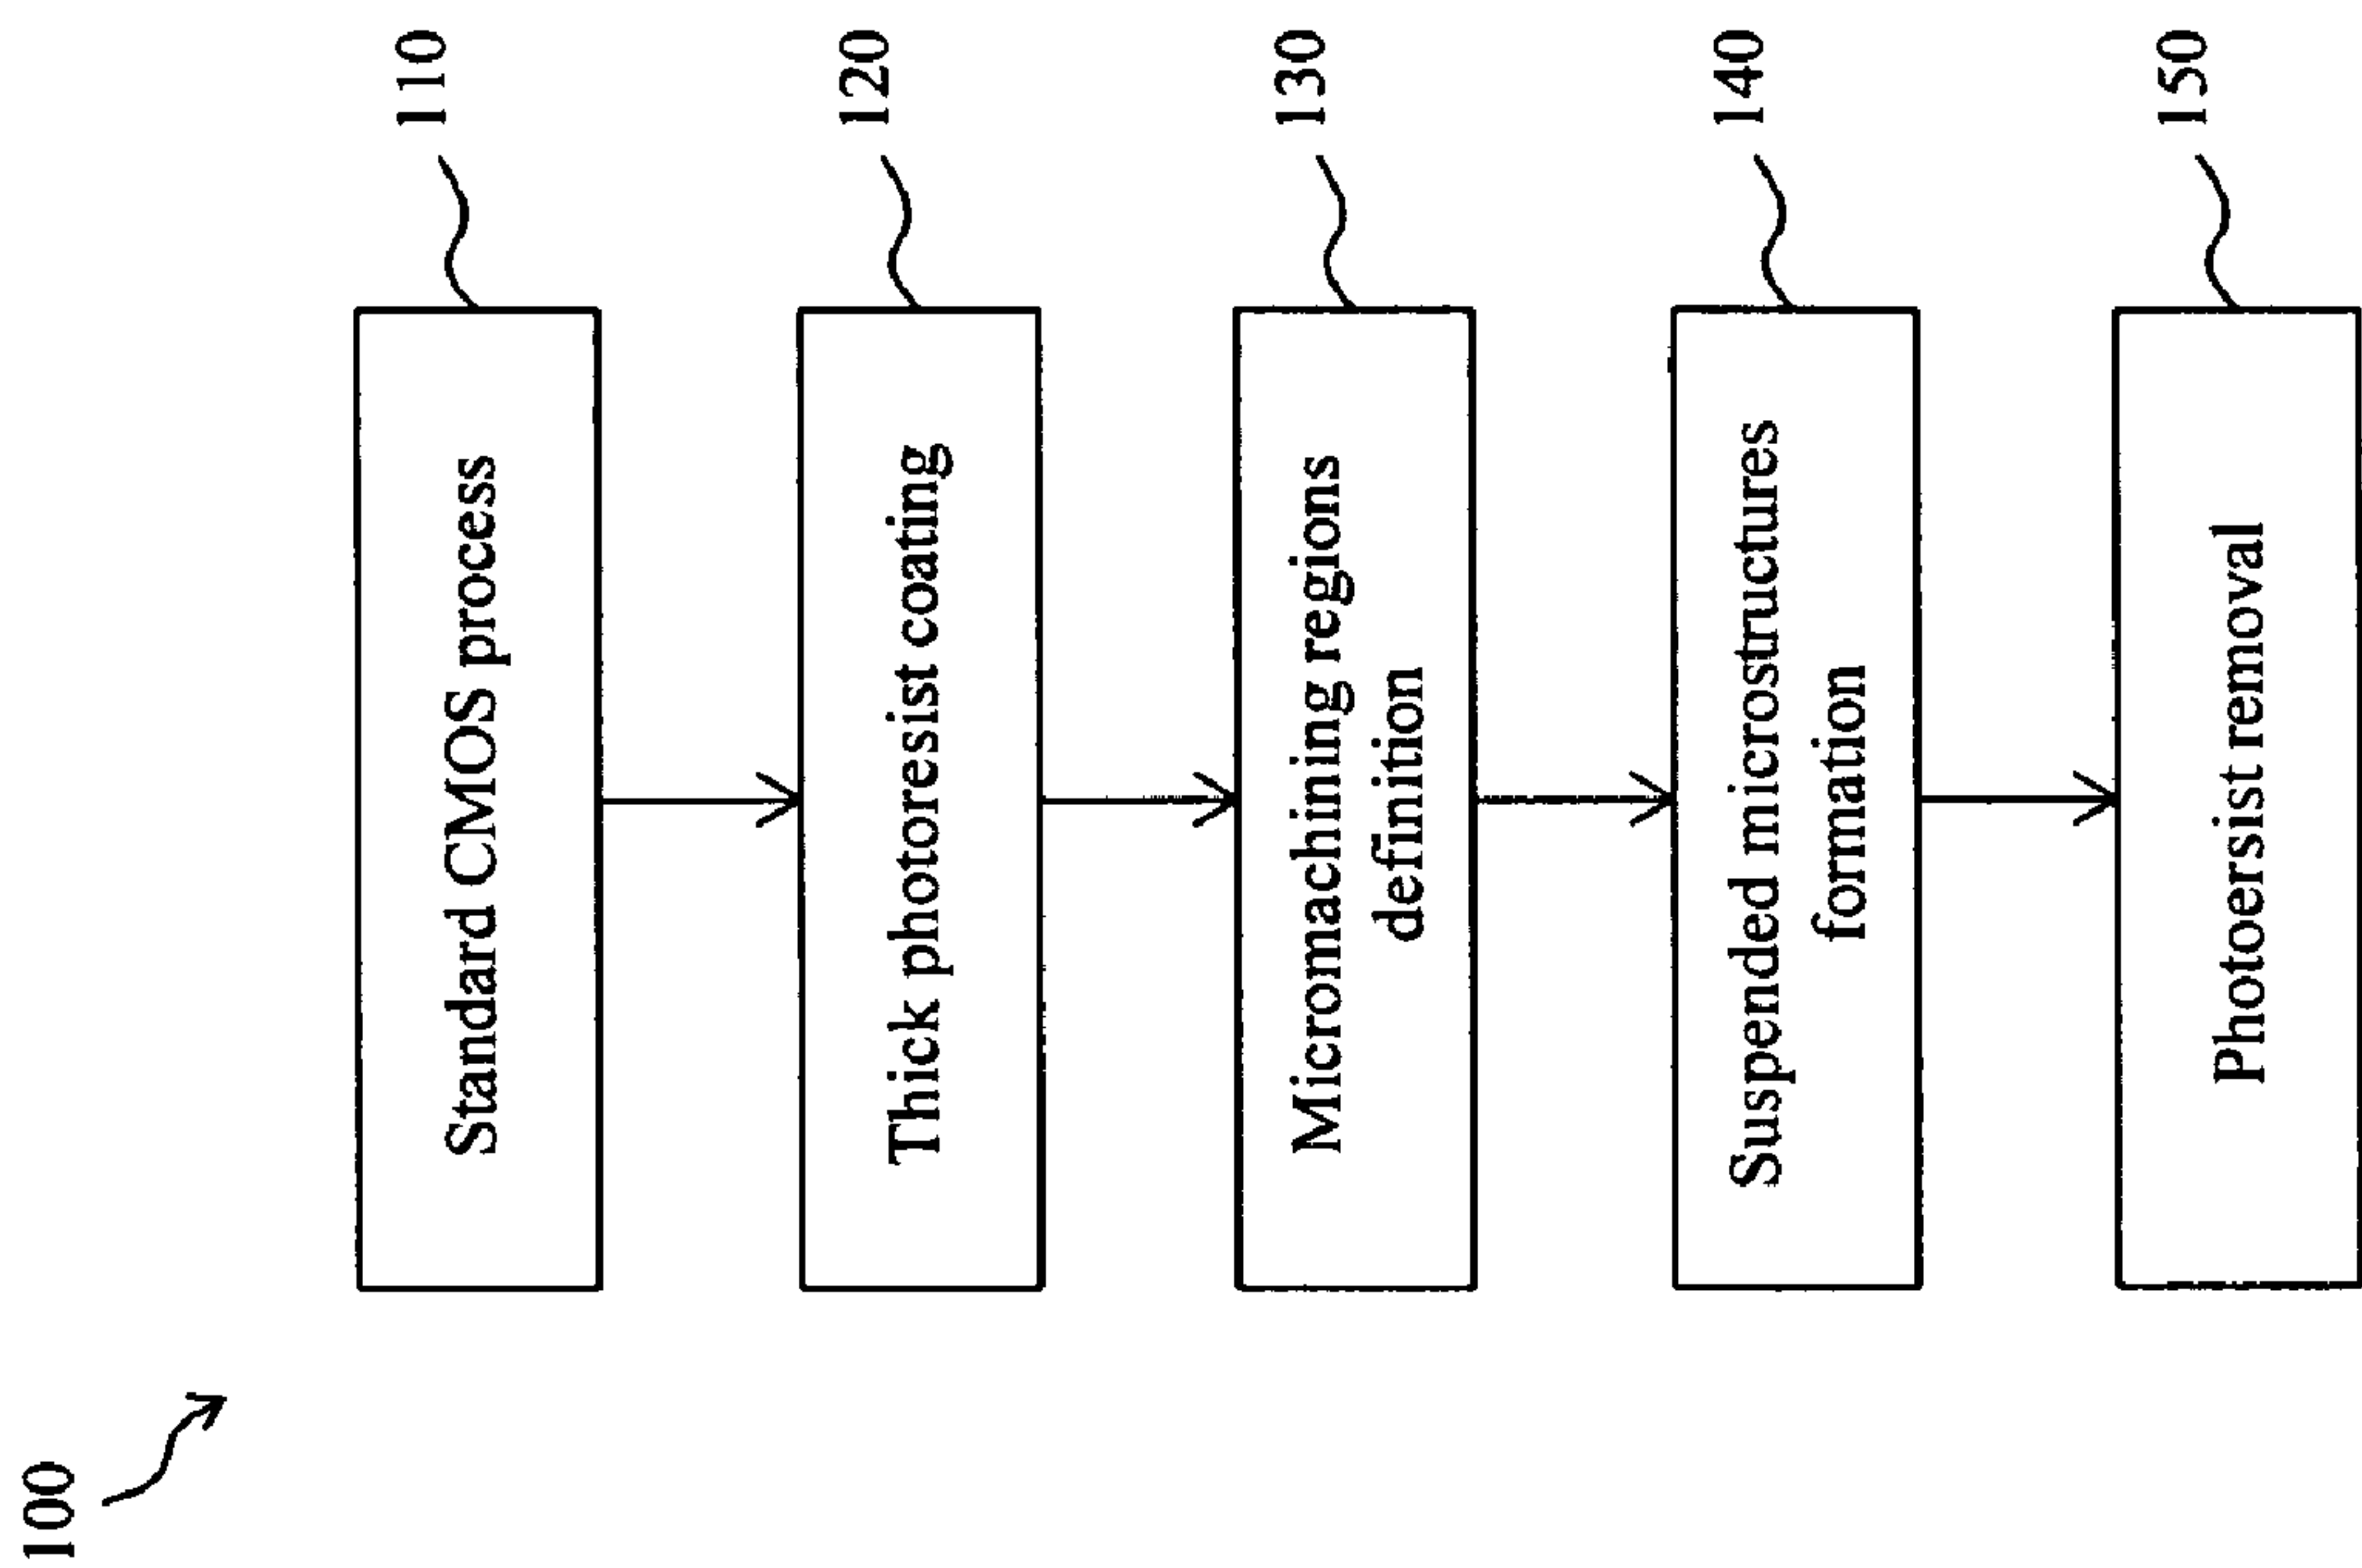 100
Standard CMOS process
110
Thick photoresist coating
120
Micromachining regions
definition
130
Suspended microstructures
formation
140
Photoersist removal
150